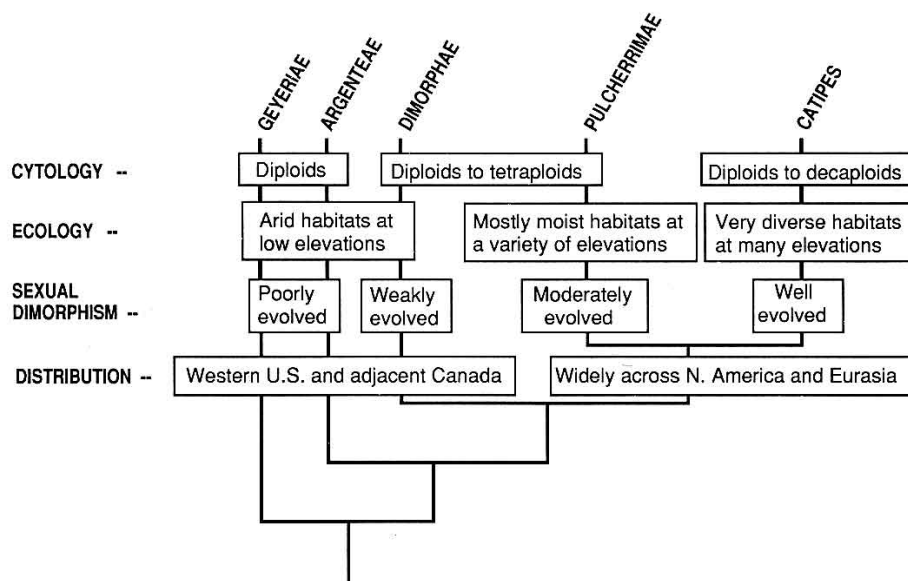 GEYERIAE
ARGENTEAE
DIMORPHAE
PULCHERRIMAE
CATIPES
CYTOLOGY --
Diploids
Diploids to tetraploids
Diploids to decaploids
ECOLOGY --
Arid habitats at
low elevations
Mostly moist habitats at
a variety of elevations
Very diverse habitats
at many elevations
SEXUAL
DIMORPHISM --
Poorly
evolved
Weakly
evolved
Moderately
evolved
Well
evolved
DISTRIBUTION --
Western U.S. and adjacent Canada
Widely across N. America and Eurasia